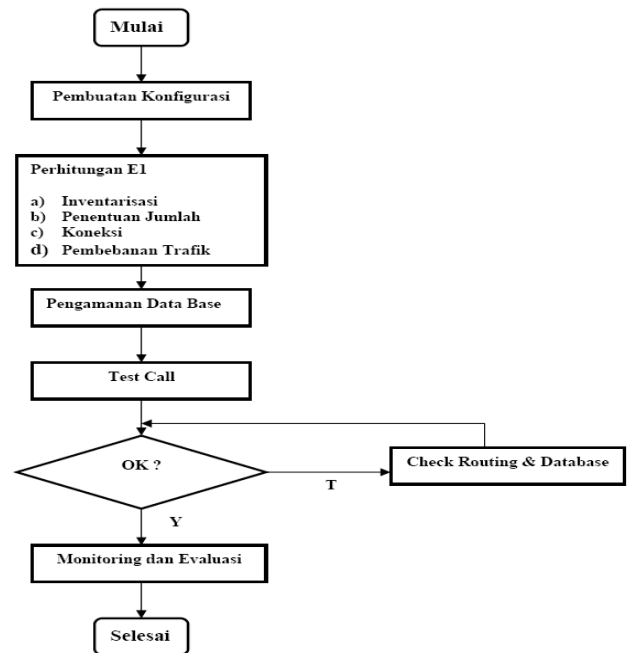 Mulai
Pembuatan Konfigurasi
Perhitungan E1
a) Inventarisasi
b) Penentuan Jumlah
c) Koneksi
d) Pembebanan Trafik
Pengamanan Data Base
Test Call
OK ?
T
Check Routing & Database
Y
Monitoring dan Evaluasi
Selesai